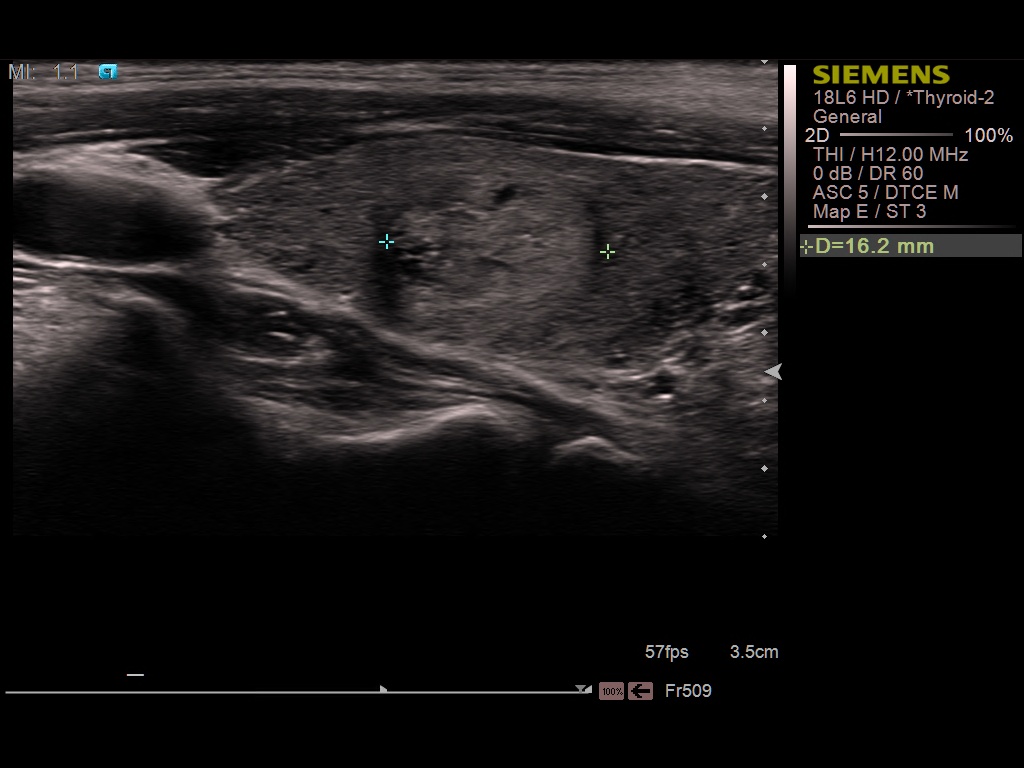 MI: 1.1
SIEMENS
18L6 HD / *Thyroid-2
General
2D 100%
THI / H12.00 MHz
0 dB / DR 60
ASC 5 / DTCE M
Map E / ST 3
D=16.2 mm
57fps 3.5cm
100% Fr509